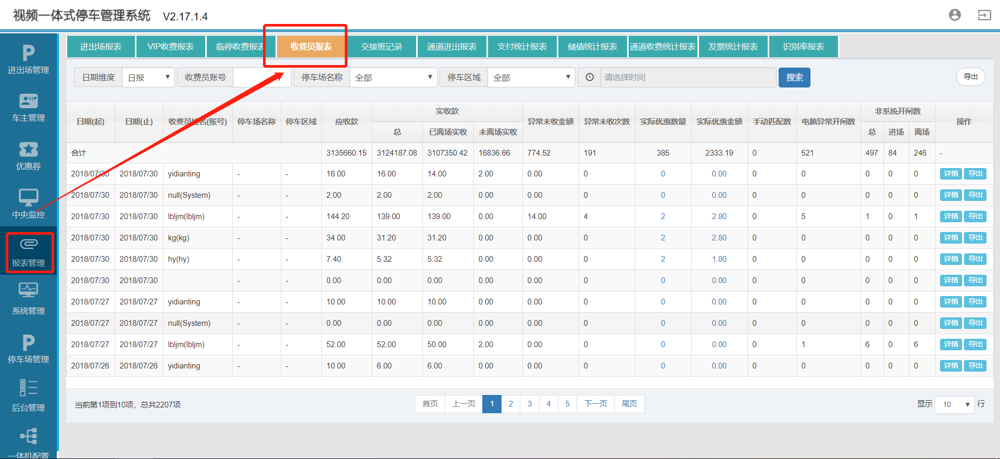 视频一体式停车管理系统 V2.17.1.4
进出场管理
车主管理
优惠券
中央监控
报表管理
系统管理
停车场管理
后台管理
一体机配置
进出场报表 VIP收费报表 临停收费报表 收费员报表 交接班记录 通道进出报表 支付统计报表 储值统计报表 通道收费统计报表 发票统计报表 识别率报表
日期维度 日报 收费员账号 停车场名称 全部 停车区域 全部 请选择时间 搜索 导出
日期(起) 日期(止) 收费员姓名(账号) 停车场名称 停车区域 应收款 实收款 异常未收金额 异常未收次数 实际优惠数量 实际优惠金额 手动匹配数 电脑异常开闸数 非系统开闸数 操作
总 已离场实收 未离场实收 总 进场 离场
合计 3135660.15 3124187.08 3107350.42 16836.66 774.52 191 385 2333.19 0 521 497 84 246 -
2018/07/30 2018/07/30 yidianting - - 16.00 16.00 14.00 2.00 0.00 0 0 0.00 0 0 0 0 0 详情 导出
2018/07/30 2018/07/30 null(System) - - 2.00 2.00 2.00 0.00 0.00 0 0 0.00 0 0 0 0 0 详情 导出
2018/07/30 2018/07/30 lbljm(lbljm) - - 144.20 139.00 139.00 0.00 14.00 4 2 2.80 0 5 1 0 1 详情 导出
2018/07/30 2018/07/30 kg(kg) - - 34.00 31.20 31.20 0.00 0.00 0 2 2.80 0 0 0 0 0 详情 导出
2018/07/30 2018/07/30 hy(hy) - - 7.40 5.32 5.32 0.00 0.00 0 2 1.80 0 0 0 0 0 详情 导出
2018/07/30 2018/07/30 - - 0.00 0.00 0.00 0.00 0.00 0 0 0.00 0 0 0 0 0 详情 导出
2018/07/27 2018/07/27 yidianting - - 10.00 10.00 10.00 0.00 0.00 0 0 0.00 0 0 0 0 0 详情 导出
2018/07/27 2018/07/27 null(System) - - 0.00 0.00 0.00 0.00 0.00 0 0 0.00 0 0 0 0 0 详情 导出
2018/07/27 2018/07/27 lbljm(lbljm) - - 52.00 52.00 50.00 2.00 0.00 0 0 0.00 0 1 6 0 6 详情 导出
2018/07/26 2018/07/26 yidianting - - 10.00 6.00 6.00 0.00 0.00 0 0 0.00 0 0 0 0 0 详情 导出
当前第1项到10项，总共2207项 首页 上一页 1 2 3 4 5 下一页 尾页 显示 10 行